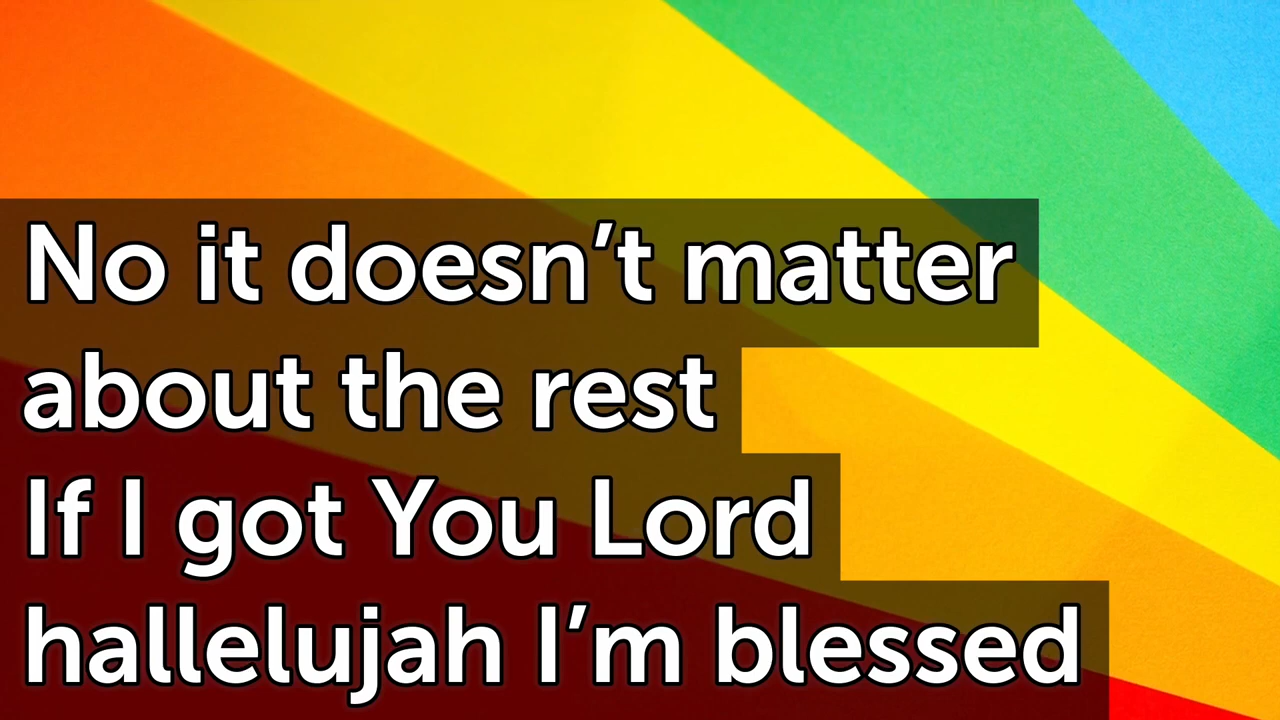 No it doesn’t matter
about the rest
If I got You Lord
hallelujah I’m blessed